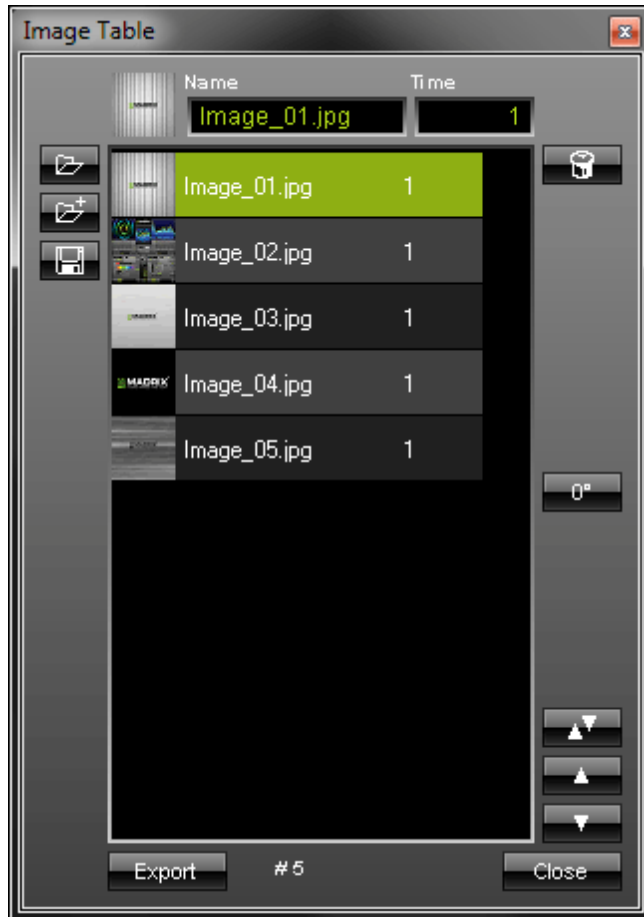 Image Table
Name Time
Image_01.jpg 1
Image_01.jpg 1
Image_02.jpg 1
Image_03.jpg 1
MADRIX Image_04.jpg 1
Image_05.jpg 1
0°
Export #5 Close